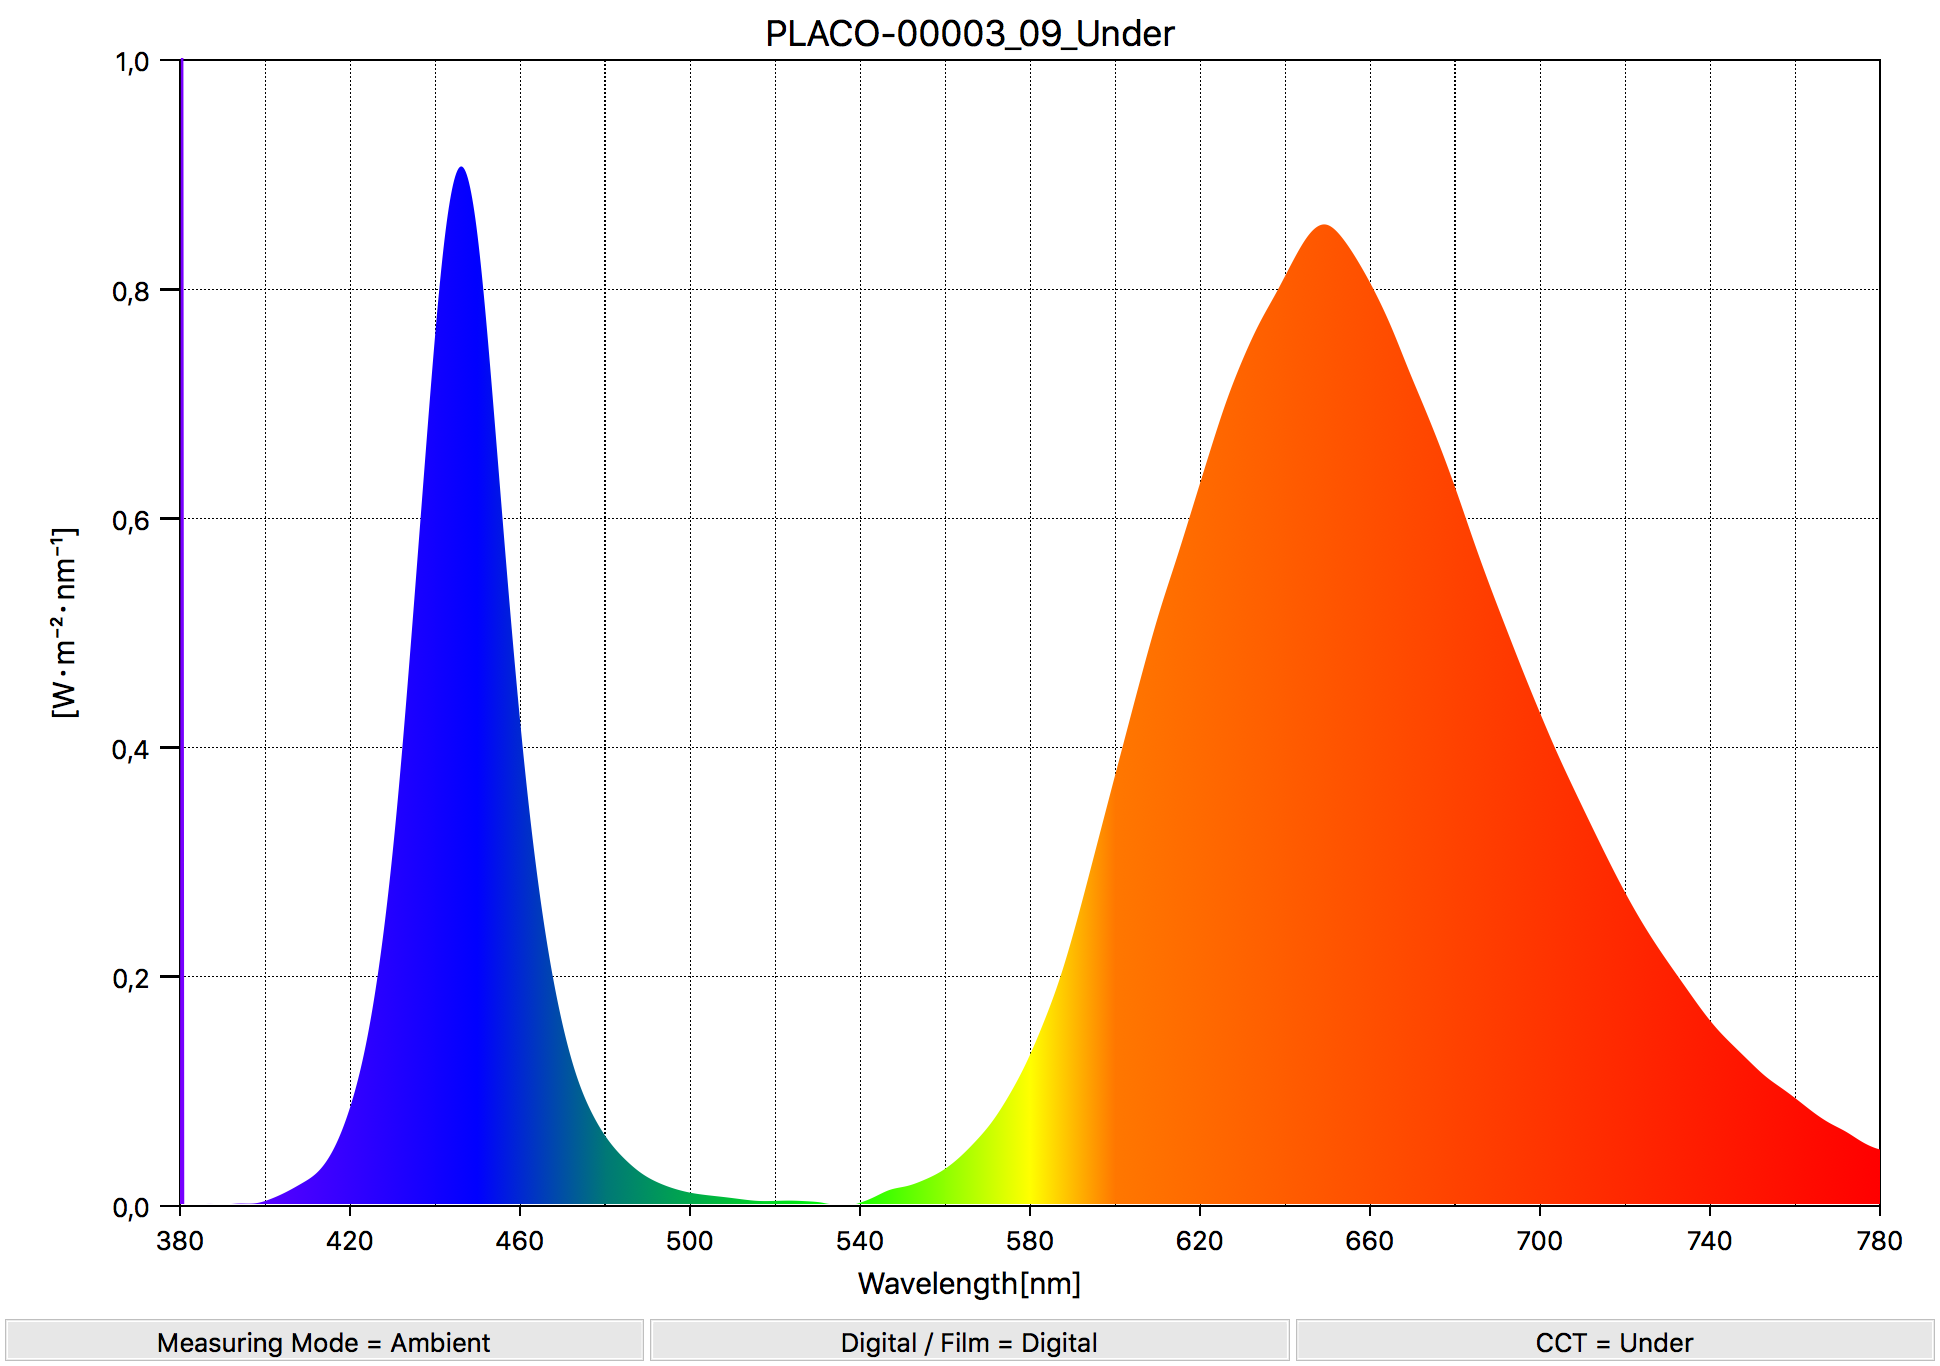 PLACO-00003_09_Under
1,0
0,8
0,6
0,4
0,2
0,0
[W·m⁻²·nm⁻¹]
380 420 460 500 540 580 620 660 700 740 780
Wavelength[nm]
Measuring Mode = Ambient
Digital / Film = Digital
CCT = Under